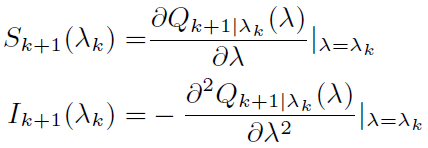 $S_{k+1}(\lambda_k) = \frac{\partial Q_{k+1|\lambda_k}(\lambda)}{\partial \lambda}|_{\lambda=\lambda_k}$
$I_{k+1}(\lambda_k) = - \frac{\partial^2 Q_{k+1|\lambda_k}(\lambda)}{\partial \lambda^2}|_{\lambda=\lambda_k}$